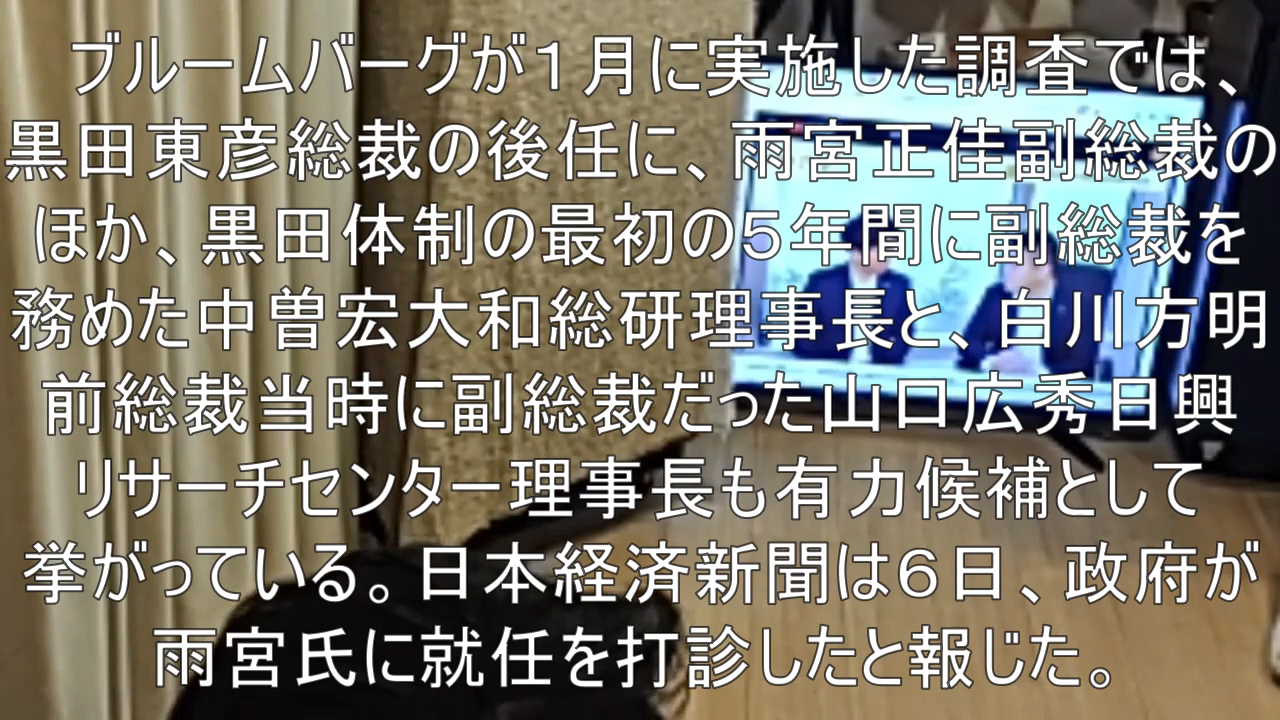 ブルームバーグが１月に実施した調査では、
黒田東彦総裁の後任に、雨宮正佳副総裁の
ほか、黒田体制の最初の５年間に副総裁を
務めた中曽宏大和総研理事長と、白川方明
前総裁当時に副総裁だった山口広秀日興
リサーチセンター理事長も有力候補として
挙がっている。日本経済新聞は６日、政府が
雨宮氏に就任を打診したと報じた。